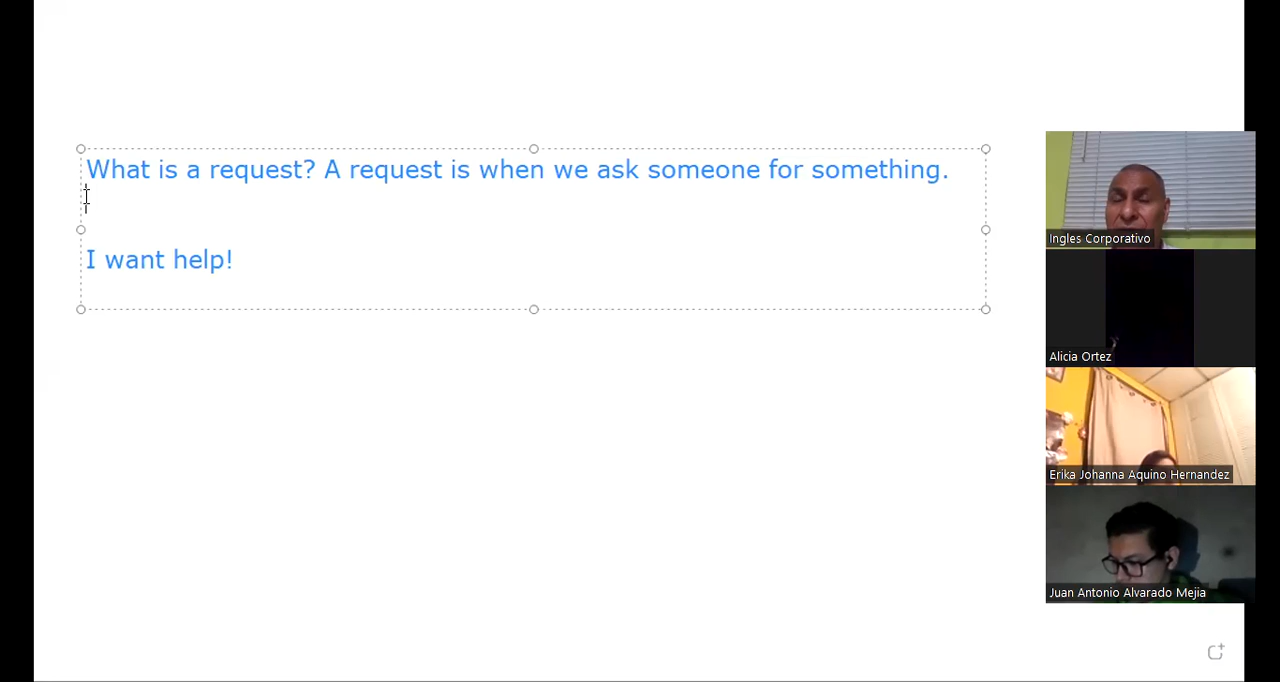 What is a request? A request is when we ask someone for something.
I want help!
Ingles Corporativo
Alicia Ortez
Erika Johanna Aquino Hernandez
Juan Antonio Alvarado Mejia